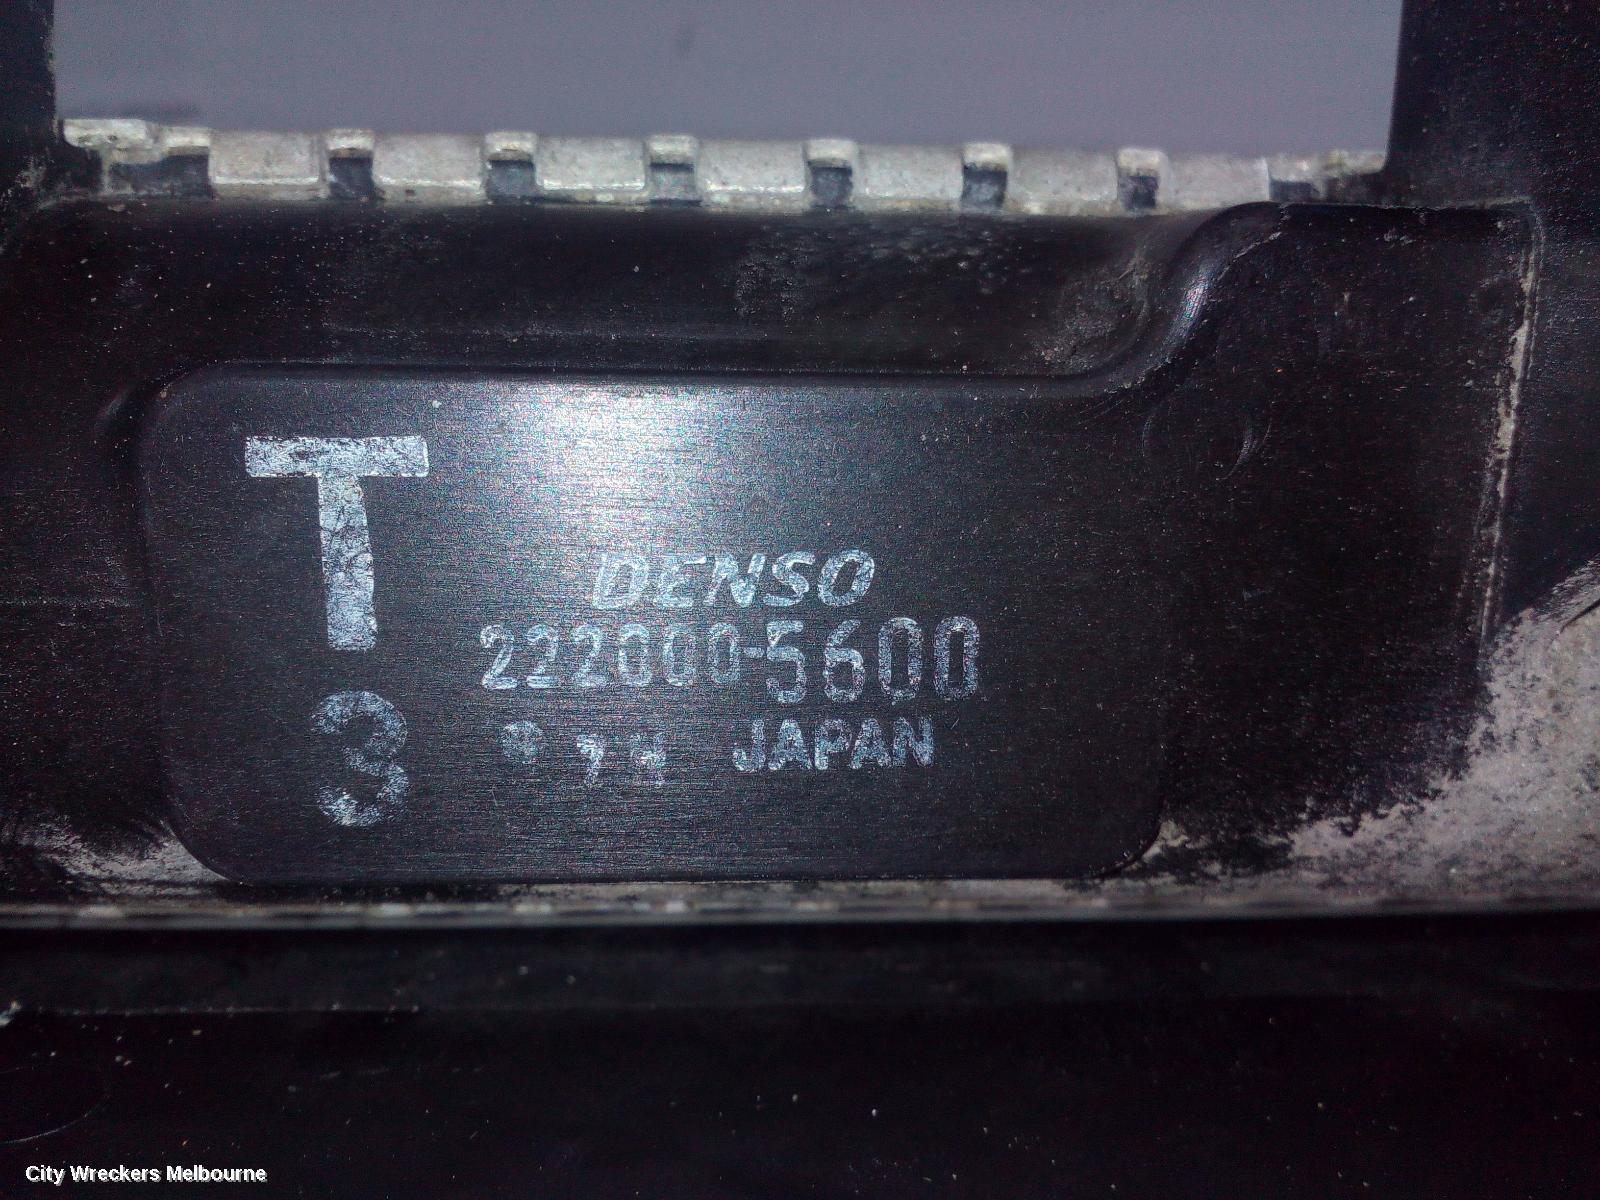 T
3
DENSO
222000-5600
JAPAN
City Wreckers Melbourne